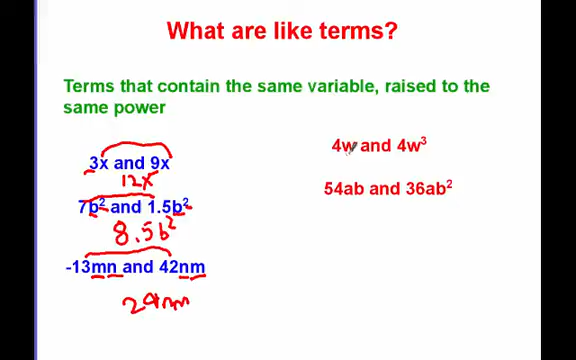 What are like terms?
Terms that contain the same variable, raised to the
same power
3x and 9x
12x
7b² and 1.5b²
8.5b²
-13mn and 42nm
29nm
4w and 4w³
54ab and 36ab²